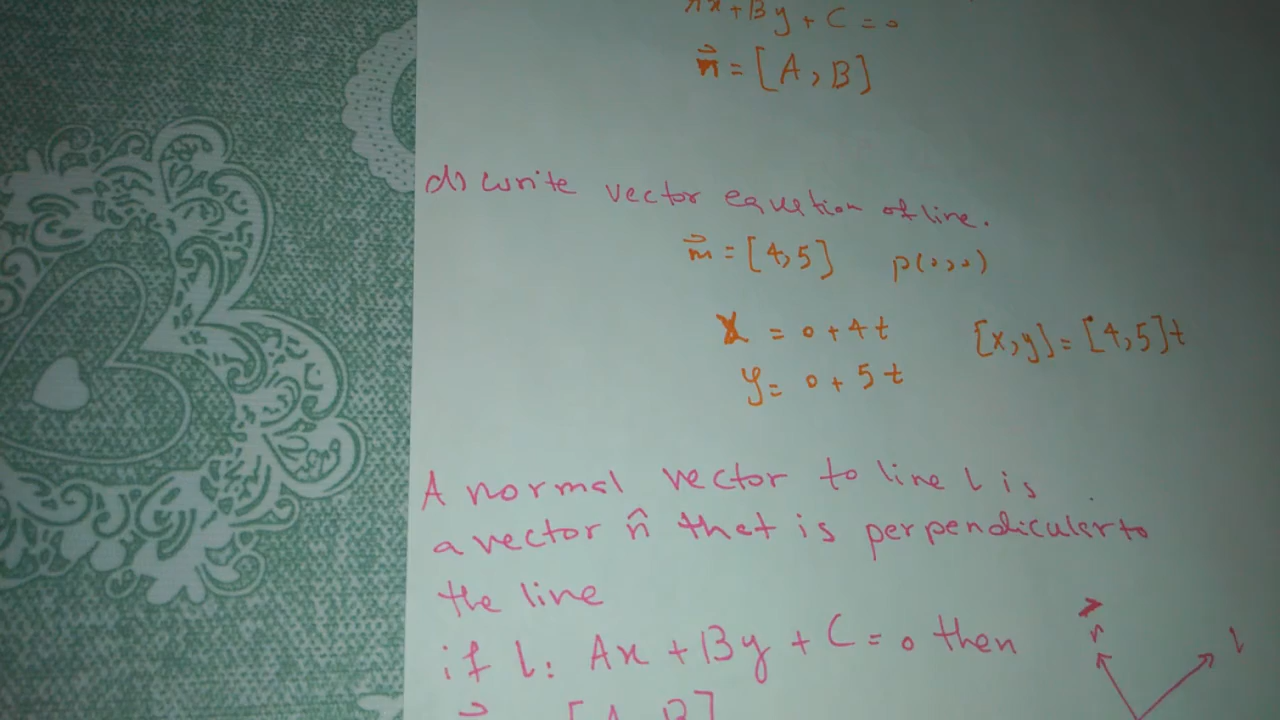 Ax + By + C = 0
n⃗ = [A, B]
d) write vector equation of line.
m⃗ = [4, 5] P(0, 0)
x = 0 + 4t [x, y] = [4, 5]t
y = 0 + 5t
A normal vector to line l is
a vector n̂ that is perpendiculer to
the line
if l: Ax + By + C = 0 then
[A, B]
l